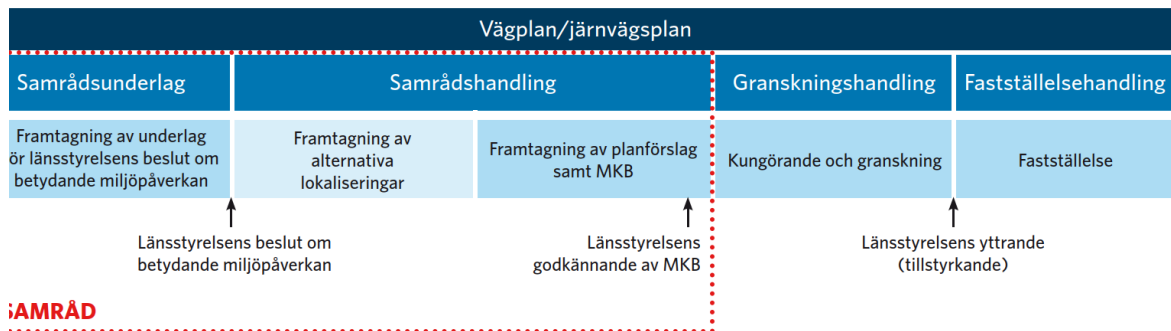 Vägplan/järnvägsplan
Samrådsunderlag
Samrådshandling
Granskningshandling
Fastställelsehandling
Framtagning av underlag
ör länsstyrelsens beslut om
betydande miljöpåverkan
Framtagning av
alternativa
lokaliseringar
Framtagning av planförslag
samt MKB
Kungörande och granskning
Fastställelse
Länsstyrelsens beslut om
betydande miljöpåverkan
Länsstyrelsens
godkännande av MKB
Länsstyrelsens yttrande
(tillstyrkande)
SAMRÅD